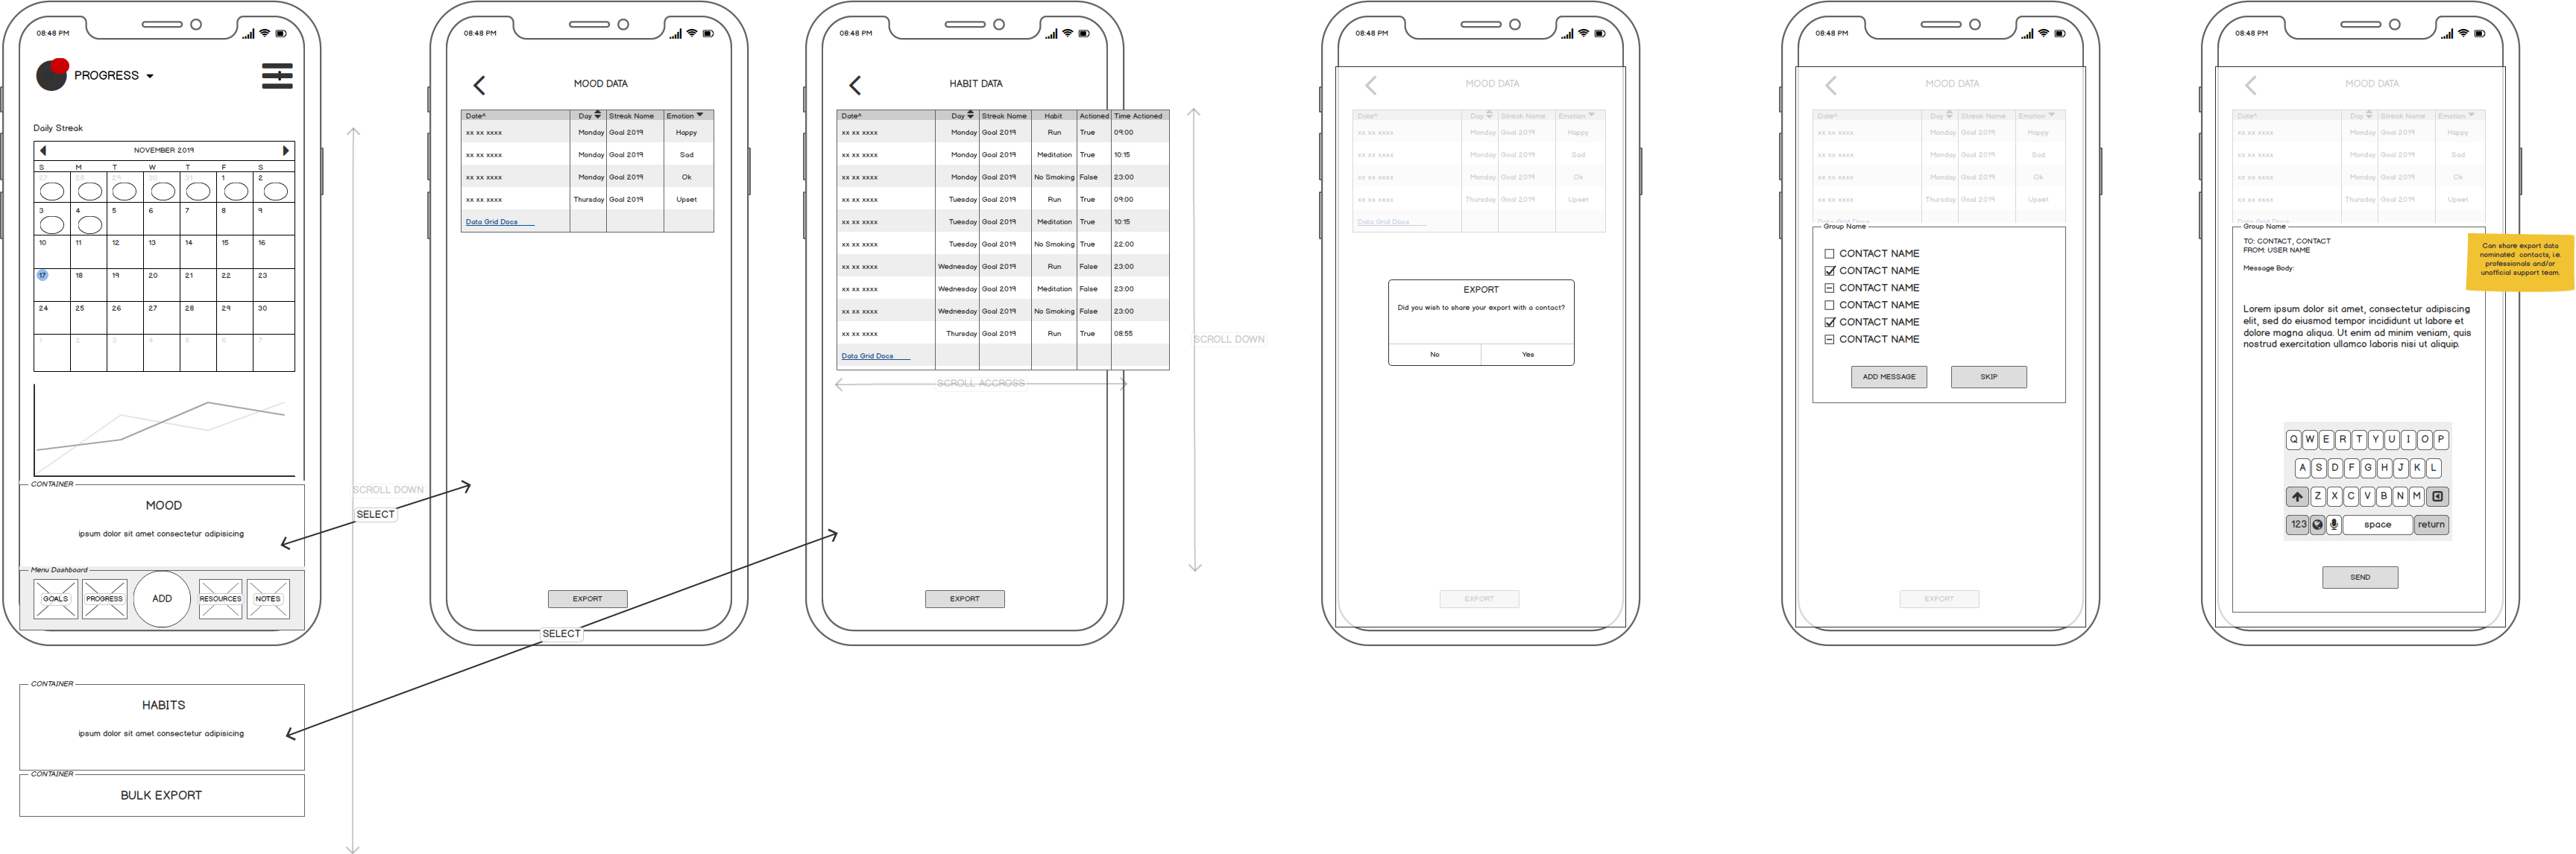 08:48 PM
PROGRESS
Daily Streak
NOVEMBER 2019
S M T W T F S
27 28 29 30 31 1 2
3 4 5 6 7 8 9
10 11 12 13 14 15 16
17 18 19 20 21 22 23
24 25 26 27 28 29 30
1 2 3 4 5 6 7
CONTAINER
MOOD
ipsum dolor sit amet consectetur adipisicing
Menu Dashboard
GOALS PROGRESS ADD RESOURCES NOTES
CONTAINER
HABITS
ipsum dolor sit amet consectetur adipisicing
CONTAINER
BULK EXPORT
SCROLL DOWN
SELECT
SELECT
08:48 PM
MOOD DATA
Date^ Day Streak Name Emotion
xx xx xxxx Monday Goal 2019 Happy
xx xx xxxx Monday Goal 2019 Sad
xx xx xxxx Monday Goal 2019 Ok
xx xx xxxx Thursday Goal 2019 Upset
Data Grid Docs
EXPORT
08:48 PM
HABIT DATA
Date^ Day Streak Name Habit Actioned Time Actioned
xx xx xxxx Monday Goal 2019 Run True 09:00
xx xx xxxx Monday Goal 2019 Meditation True 10:15
xx xx xxxx Monday Goal 2019 No Smoking False 23:00
xx xx xxxx Tuesday Goal 2019 Run True 09:00
xx xx xxxx Tuesday Goal 2019 Meditation True 10:15
xx xx xxxx Tuesday Goal 2019 No Smoking True 22:00
xx xx xxxx Wednesday Goal 2019 Run False 23:00
xx xx xxxx Wednesday Goal 2019 Meditation False 23:00
xx xx xxxx Wednesday Goal 2019 No Smoking False 23:00
xx xx xxxx Thursday Goal 2019 Run True 08:55
Data Grid Docs
SCROLL ACCROSS
EXPORT
SCROLL DOWN
08:48 PM
MOOD DATA
Date^ Day Streak Name Emotion
xx xx xxxx Monday Goal 2019 Happy
xx xx xxxx Monday Goal 2019 Sad
xx xx xxxx Monday Goal 2019 Ok
xx xx xxxx Thursday Goal 2019 Upset
Data Grid Docs
EXPORT
Did you wish to share your export with a contact?
No Yes
EXPORT
08:48 PM
MOOD DATA
Date^ Day Streak Name Emotion
xx xx xxxx Monday Goal 2019 Happy
xx xx xxxx Monday Goal 2019 Sad
xx xx xxxx Monday Goal 2019 Ok
xx xx xxxx Thursday Goal 2019 Upset
Data Grid Docs
Group Name
CONTACT NAME
CONTACT NAME
CONTACT NAME
CONTACT NAME
CONTACT NAME
CONTACT NAME
ADD MESSAGE SKIP
EXPORT
08:48 PM
MOOD DATA
Date^ Day Streak Name Emotion
xx xx xxxx Monday Goal 2019 Happy
xx xx xxxx Monday Goal 2019 Sad
xx xx xxxx Monday Goal 2019 Ok
xx xx xxxx Thursday Goal 2019 Upset
Data Grid Docs
Group Name
TO: CONTACT, CONTACT
FROM: USER NAME
Message Body:
Lorem ipsum dolor sit amet, consectetur adipiscing
elit, sed do eiusmod tempor incididunt ut labore et
dolore magna aliqua. Ut enim ad minim veniam, quis
nostrud exercitation ullamco laboris nisi ut aliquip.
Q W E R T Y U I O P
A S D F G H J K L
Z X C V B N M
123 space return
SEND
Can share export data
nominated contacts, i.e.
professionals and/or
unofficial support team.